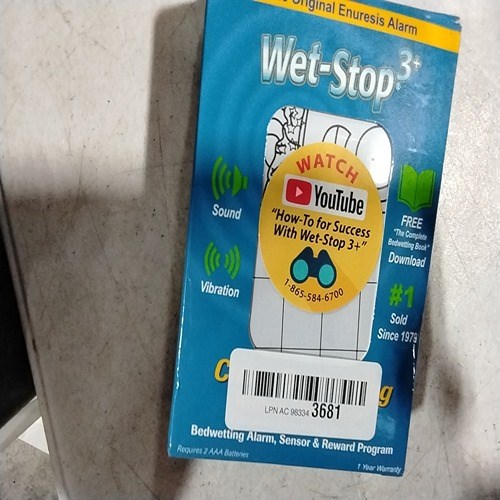 Original Enuresis Alarm
Wet-Stop 3+
WATCH
YouTube
"How-To for Success
With Wet-Stop 3+"
1-865-584-6700
Sound
Vibration
FREE
"The Complete
Bedwetting Book"
Download
#1
Sold
Since 1979
C
g
LPN AC 98334 3681
Bedwetting Alarm, Sensor & Reward Program
Requires 2 AAA Batteries
1 Year Warranty